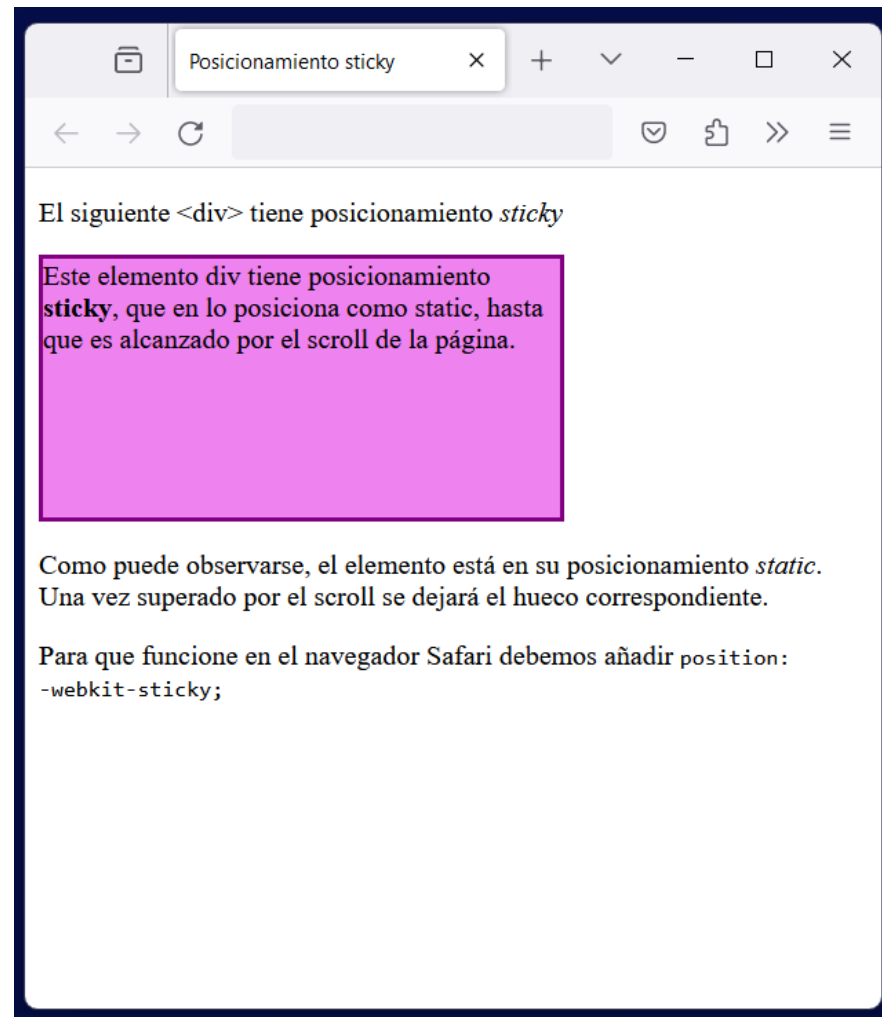 Posicionamiento sticky
El siguiente <div> tiene posicionamiento sticky
Este elemento div tiene posicionamiento
sticky, que en lo posiciona como static, hasta
que es alcanzado por el scroll de la página.
Como puede observarse, el elemento está en su posicionamiento static.
Una vez superado por el scroll se dejará el hueco correspondiente.
Para que funcione en el navegador Safari debemos añadir position:
-webkit-sticky;